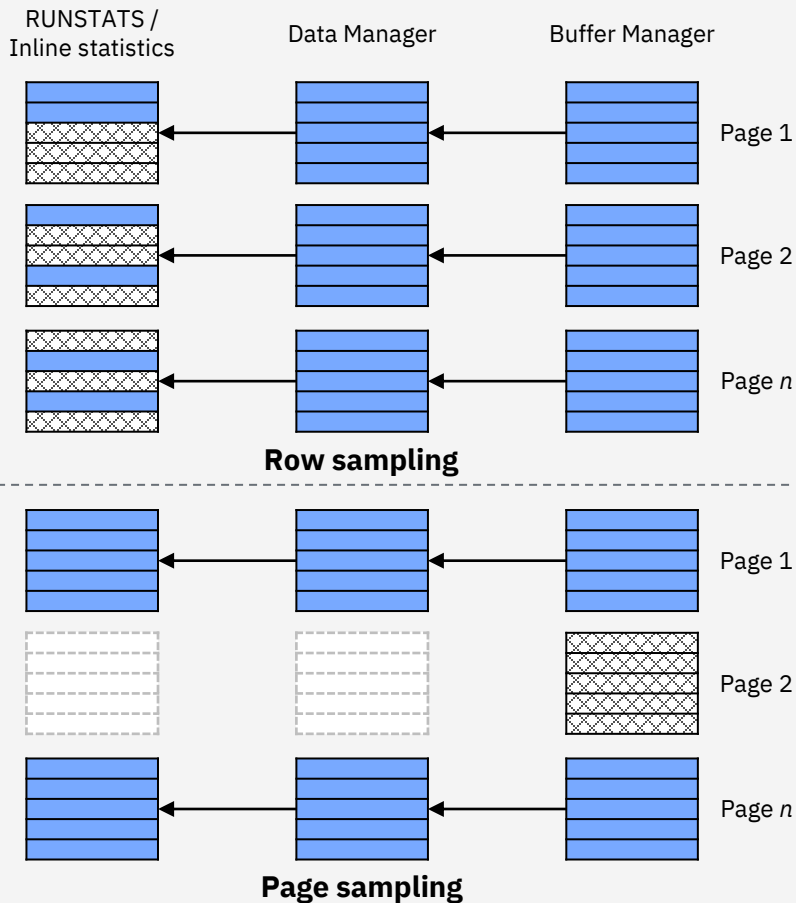 RUNSTATS /
Inline statistics
Data Manager
Buffer Manager
Page 1
Page 2
Page n
Row sampling
Page 1
Page 2
Page n
Page sampling